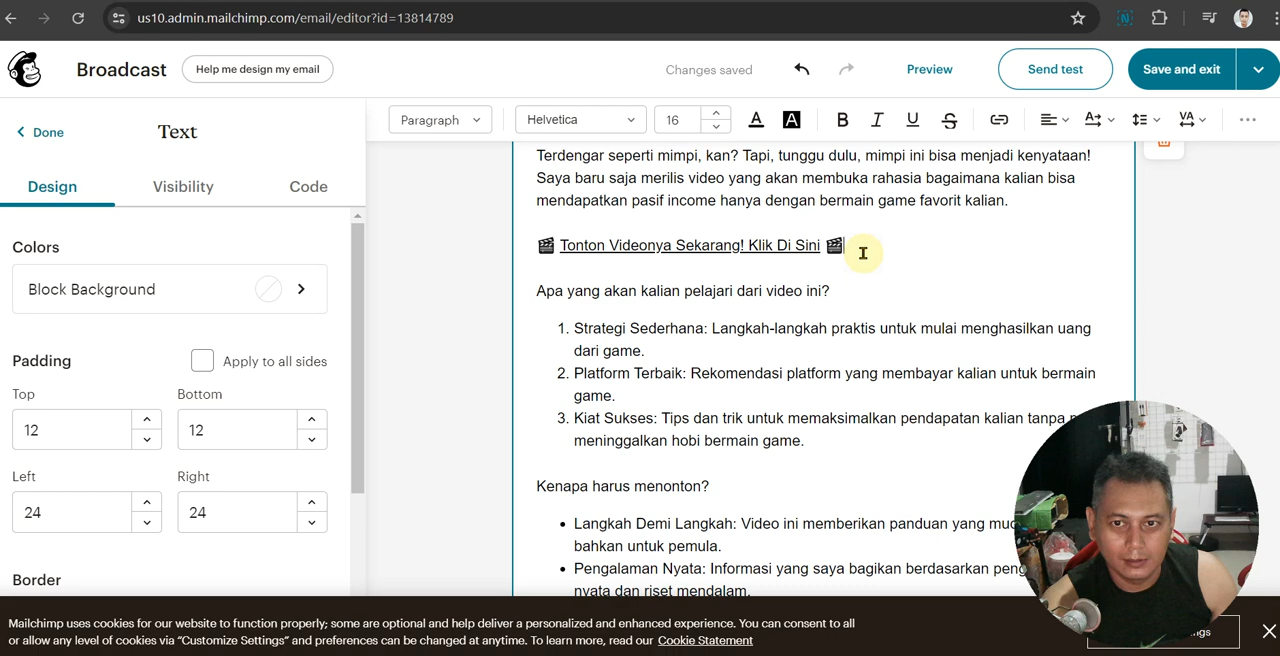 us10.admin.mailchimp.com/email/editor?id=13814789
Broadcast
Help me design my email
Changes saved
Preview
Send test
Save and exit
Done
Text
Paragraph
Helvetica
16
Design
Visibility
Code
Colors
Block Background
Padding
Apply to all sides
Top
Bottom
12
12
Left
Right
24
24
Border
Terdengar seperti mimpi, kan? Tapi, tunggu dulu, mimpi ini bisa menjadi kenyataan!
Saya baru saja merilis video yang akan membuka rahasia bagaimana kalian bisa
mendapatkan pasif income hanya dengan bermain game favorit kalian.
🎬 Tonton Videonya Sekarang! Klik Di Sini 🎬
Apa yang akan kalian pelajari dari video ini?
1. Strategi Sederhana: Langkah-langkah praktis untuk mulai menghasilkan uang
dari game.
2. Platform Terbaik: Rekomendasi platform yang membayar kalian untuk bermain
game.
3. Kiat Sukses: Tips dan trik untuk memaksimalkan pendapatan kalian tanpa
meninggalkan hobi bermain game.
Kenapa harus menonton?
• Langkah Demi Langkah: Video ini memberikan panduan yang
bahkan untuk pemula.
• Pengalaman Nyata: Informasi yang saya bagikan berdasarkan
nyata dan riset mendalam.
Mailchimp uses cookies for our website to function properly; some are optional and help deliver a personalized and enhanced experience. You can consent to all
or allow any level of cookies via “Customize Settings” and preferences can be changed at anytime. To learn more, read our Cookie Statement